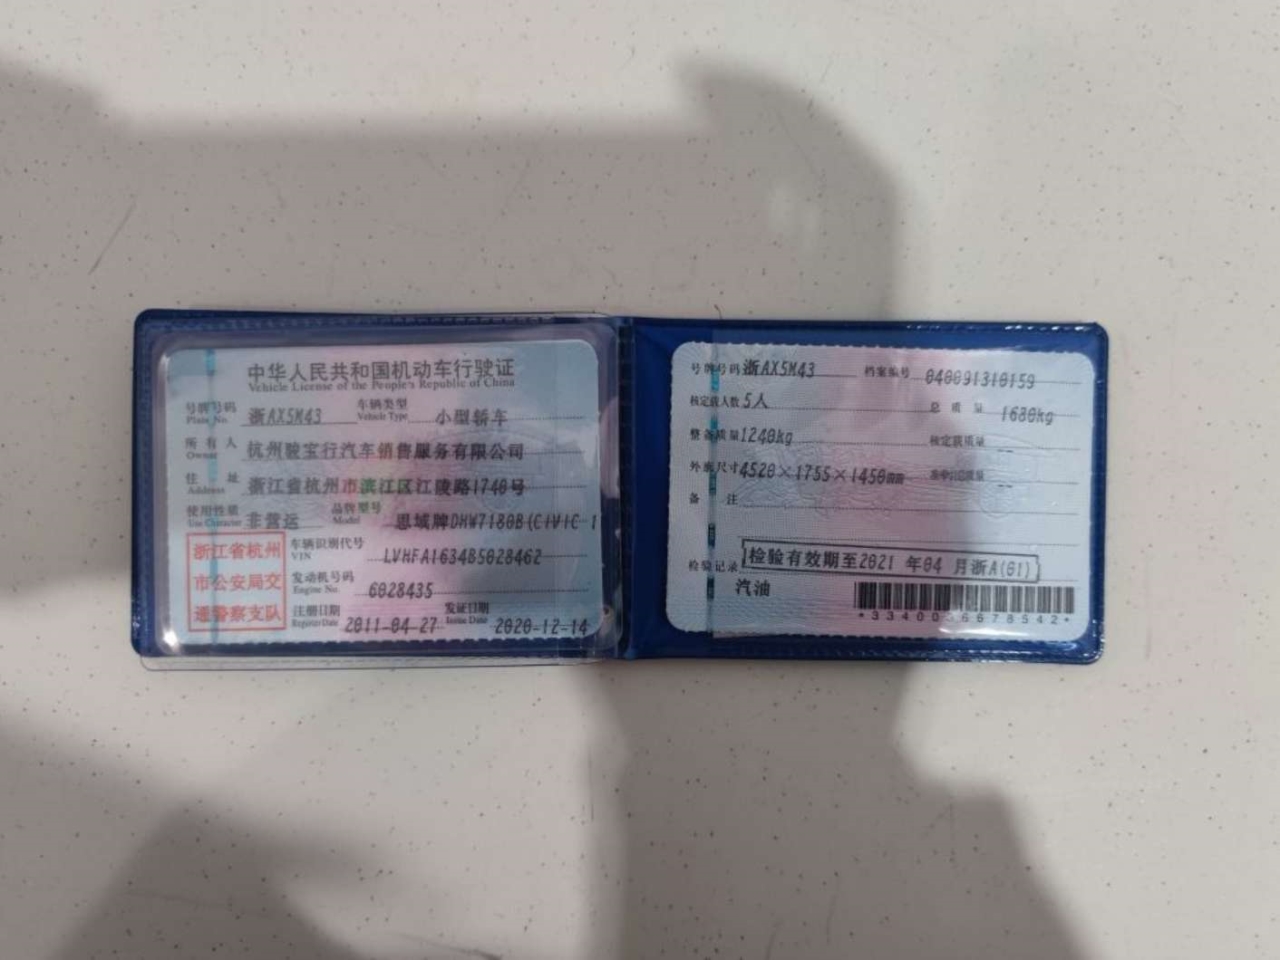 中华人民共和国机动车行驶证
Vehicle License of the People's Republic of China
号牌号码 浙AX5M43 车辆类型 小型轿车
Plate No. Vehicle Type
所有人 杭州骏宝行汽车销售服务有限公司
Owner
住址 浙江省杭州市滨江区江陵路1740号
Address
使用性质 非营运 品牌型号 思域牌DHW7180B(CIVIC 1
Use Character Model
浙江省杭州
市公安局交
通警察支队
车辆识别代号 LVHFA1634B5028462
VIN
发动机号码 6028435
Engine No.
注册日期 2011-04-27 发证日期 2020-12-14
Register Date Issue Date
号牌号码 浙AX5M43 档案编号 040091310159
核定载人数 5人 总质量 1680kg
整备质量 1240kg 核定载质量 --
外廓尺寸 4520×1755×1450mm --
备注
检验记录 检验有效期至2021 年04 月浙A(01)
汽油